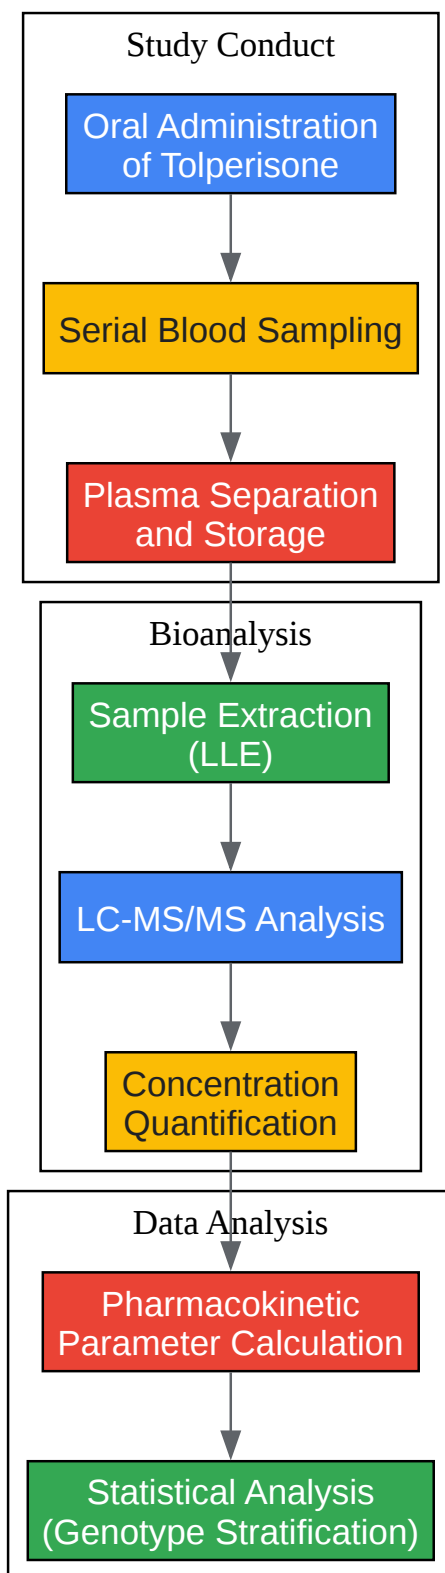 Study Conduct
Oral Administration
of Tolperisone
Serial Blood Sampling
Plasma Separation
and Storage
Bioanalysis
Sample Extraction
(LLE)
LC-MS/MS Analysis
Concentration
Quantification
Data Analysis
Pharmacokinetic
Parameter Calculation
Statistical Analysis
(Genotype Stratification)